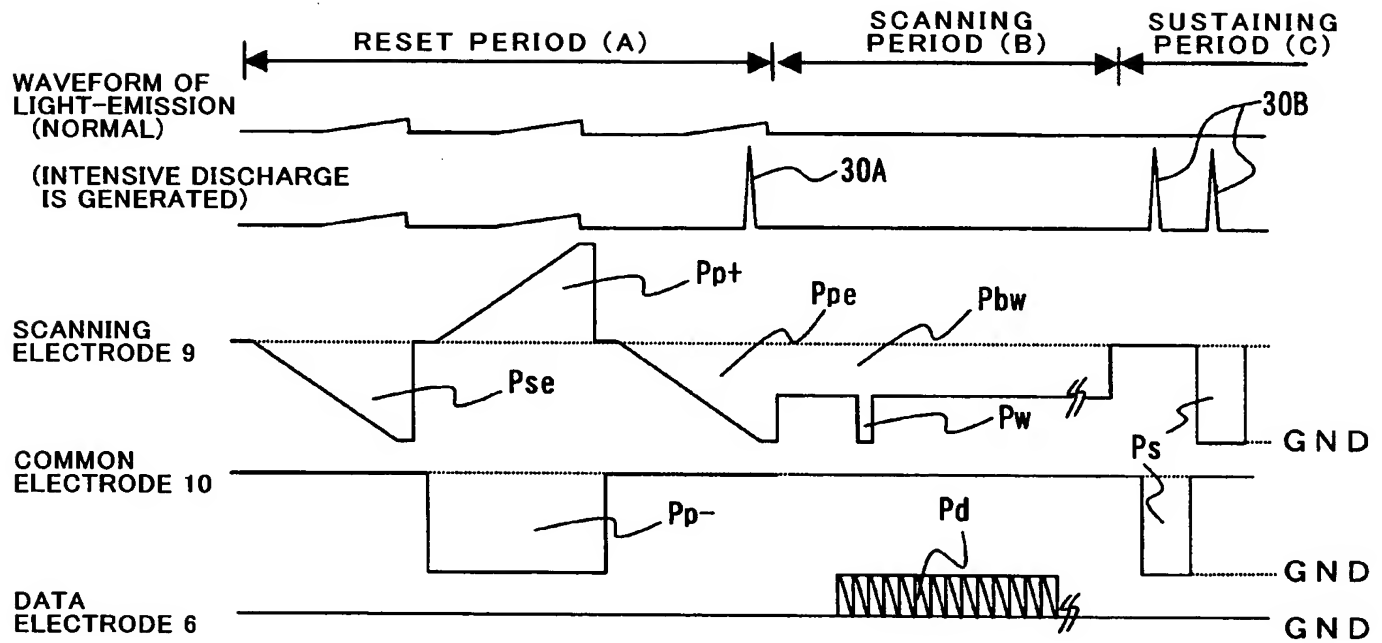 RESET PERIOD (A)
SCANNING
PERIOD (B)
SUSTAINING
PERIOD (C)
WAVEFORM OF
LIGHT-EMISSION
(NORMAL)
30B
(INTENSIVE DISCHARGE
IS GENERATED)
30A
Pp+
Ppe
Pbw
SCANNING
ELECTRODE 9
Pse
Pw
Ps
GND
COMMON
ELECTRODE 10
Pp-
Pd
GND
DATA
ELECTRODE 6
GND